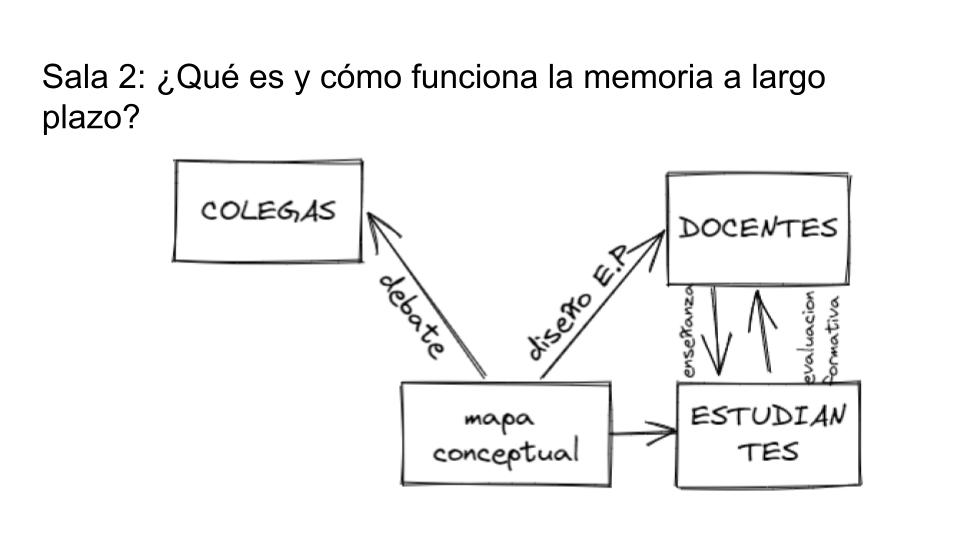 Sala 2: ¿Qué es y cómo funciona la memoria a largo
plazo?
COLEGAS
DOCENTES
debate
diseño E.P
enseñanza
evaluacion
formativa
mapa
conceptual
ESTUDIAN
TES